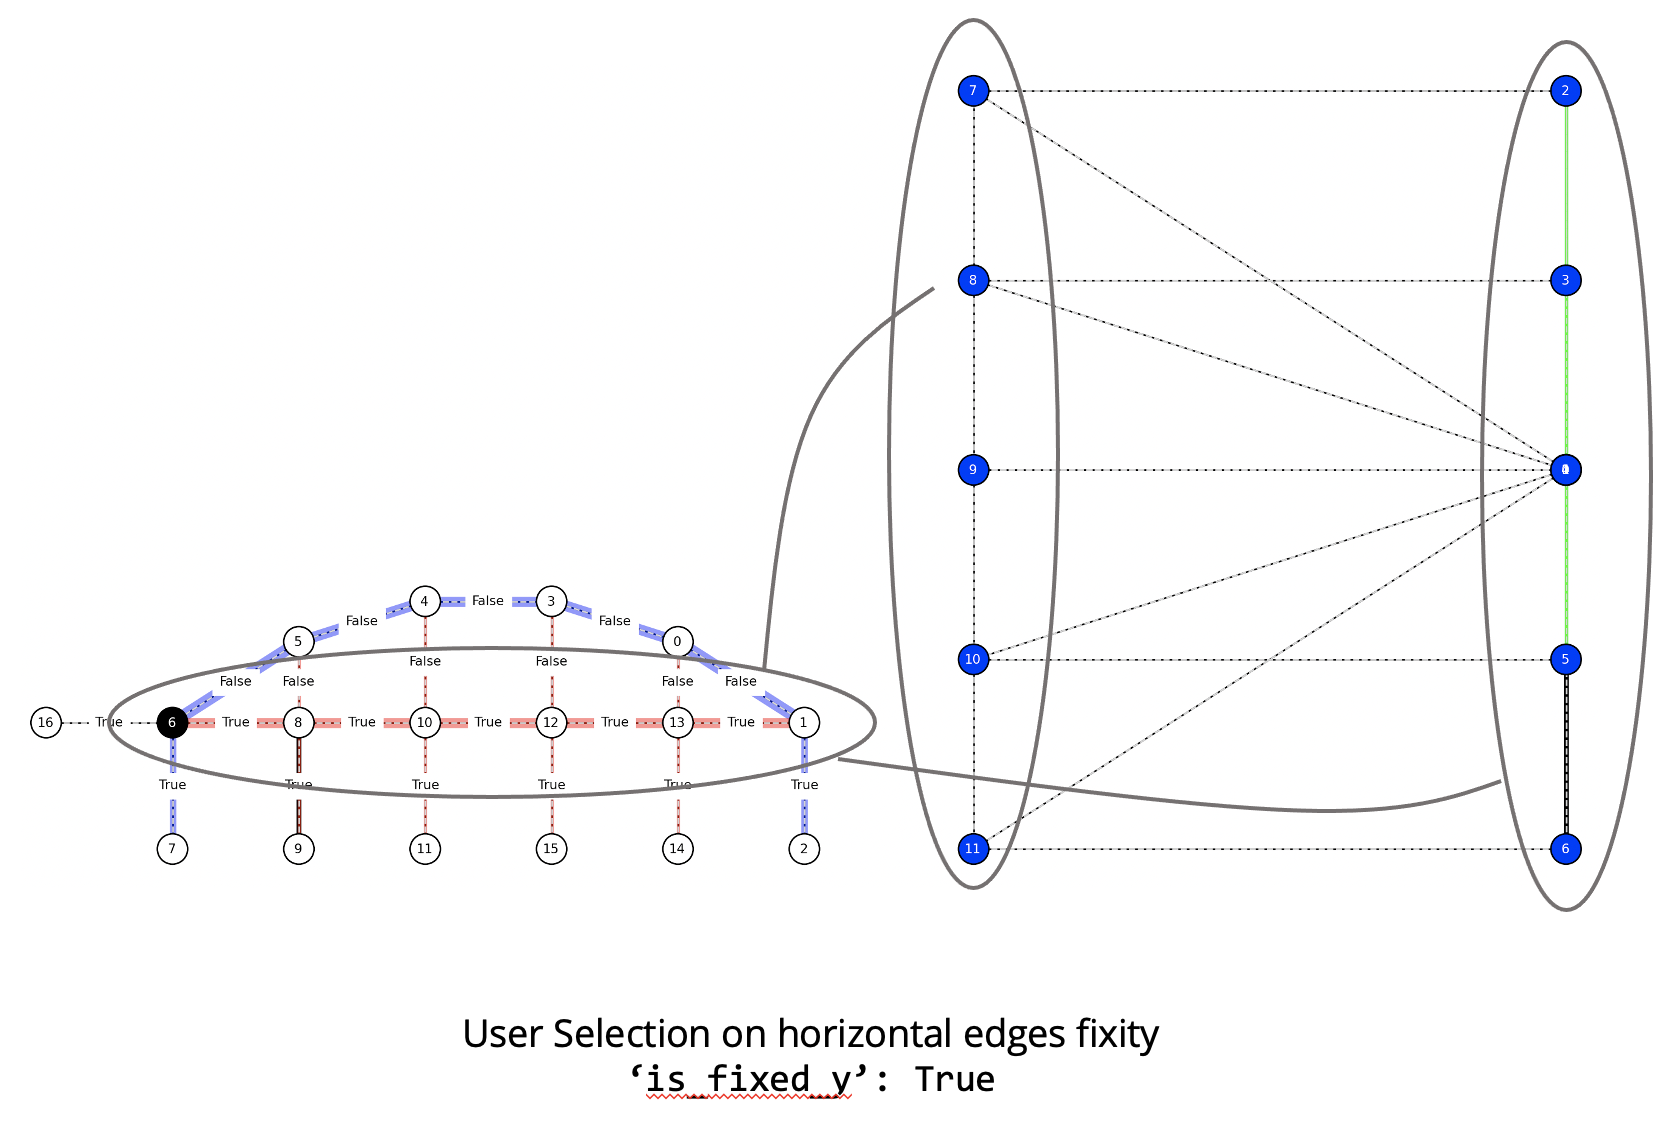 7 2
8 3
9
10 5
11 6
4 False 3
False False
5 0
False False
False False False False
16 True 6 True 8 True 10 True 12 True 13 True 1
True True True True True True
7 9 11 15 14 2
User Selection on horizontal edges fixity
‘is_fixed_y’: True